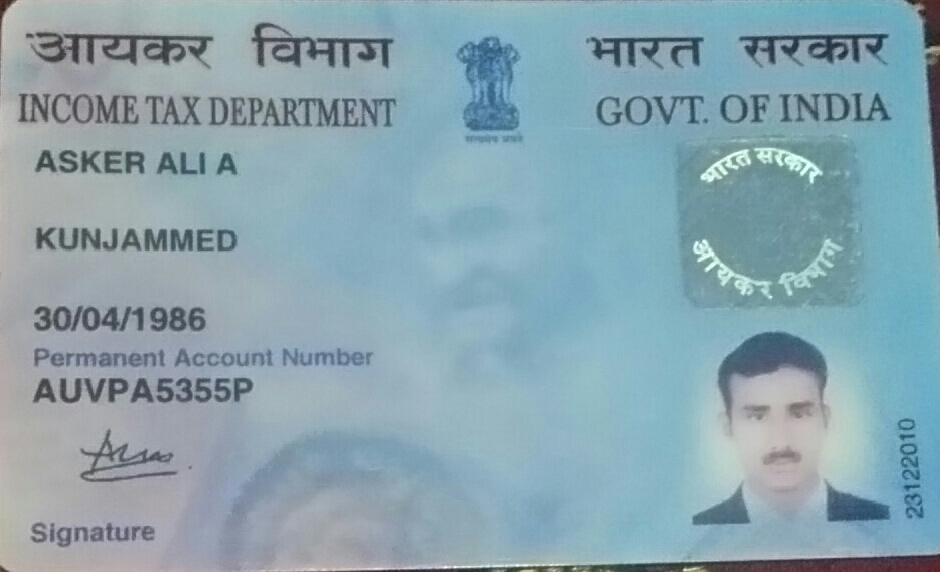 आयकर विभाग भारत सरकार
INCOME TAX DEPARTMENT GOVT. OF INDIA
सत्यमेव जयते
ASKER ALI A
भारत सरकार
आयकर विभाग
KUNJAMMED
30/04/1986
Permanent Account Number
AUVPA5355P
Signature
23122010